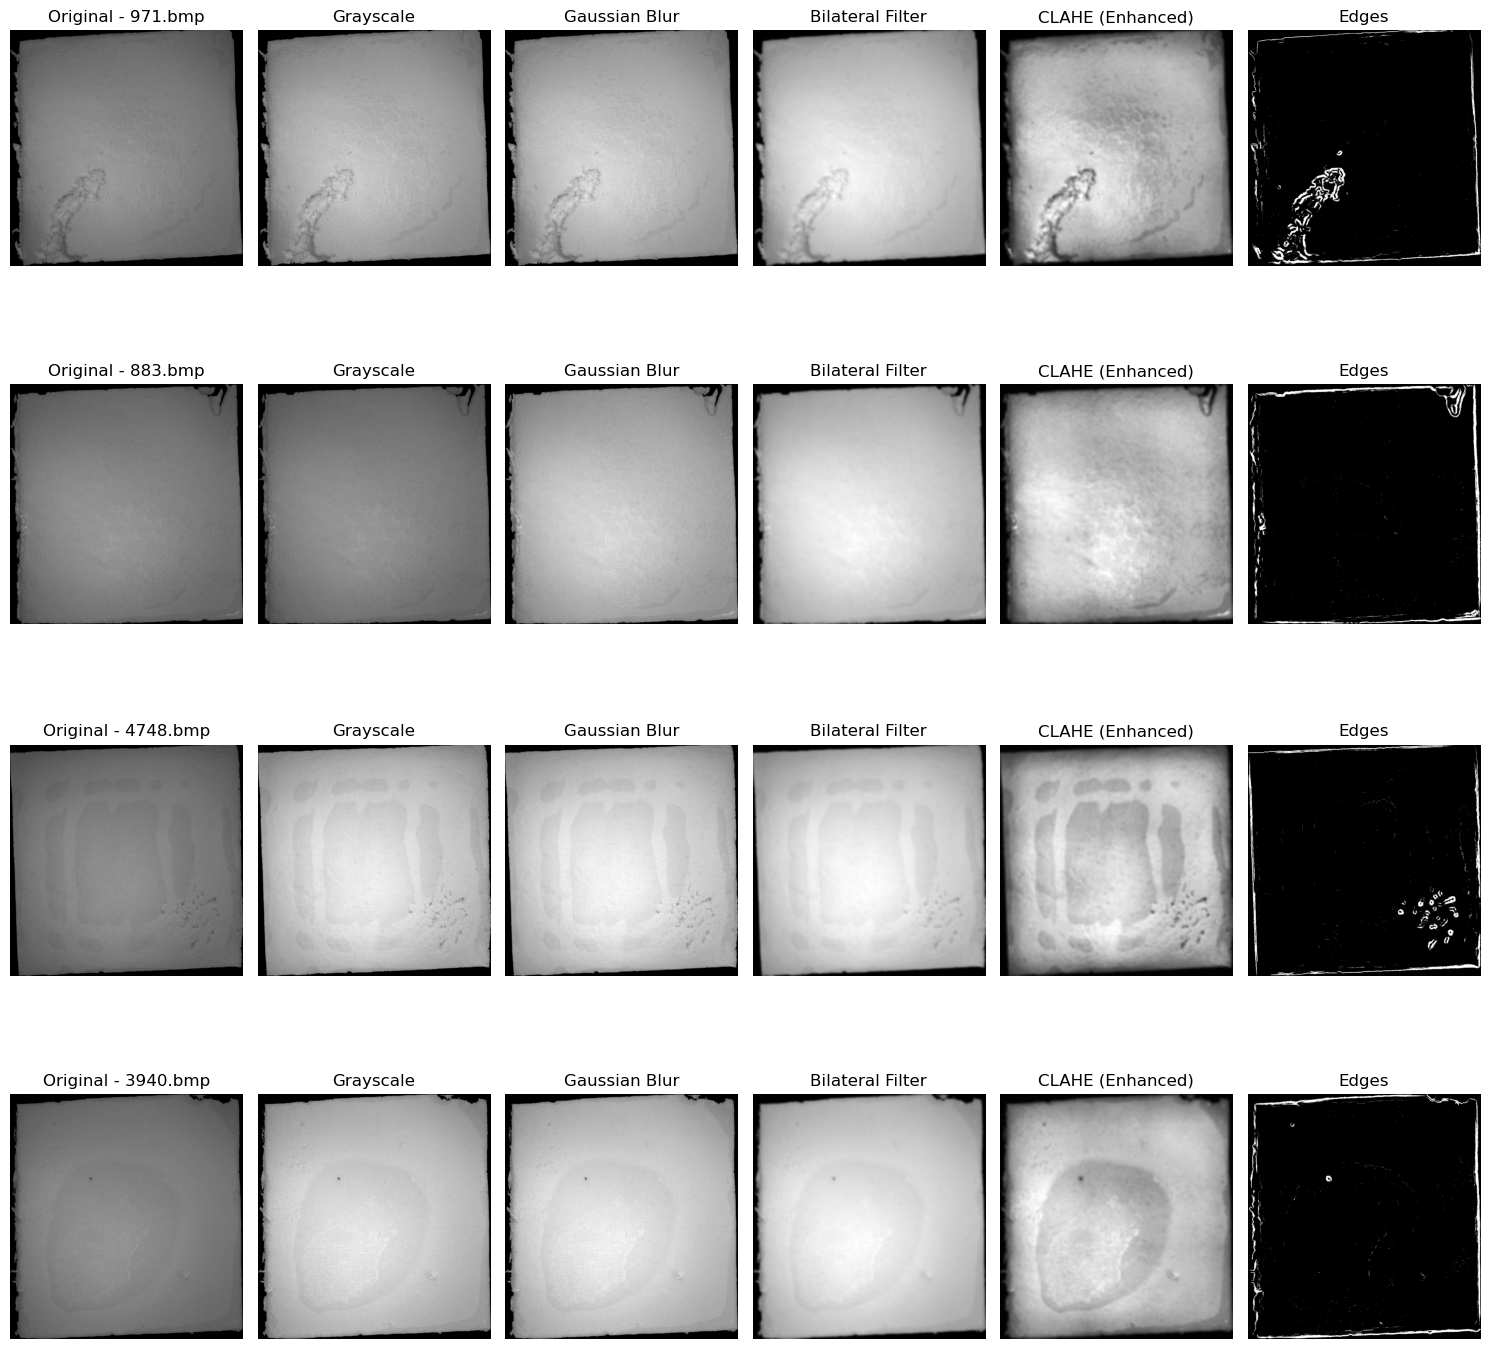 Original - 971.bmp
Grayscale
Gaussian Blur
Bilateral Filter
CLAHE (Enhanced)
Edges
Original - 883.bmp
Grayscale
Gaussian Blur
Bilateral Filter
CLAHE (Enhanced)
Edges
Original - 4748.bmp
Grayscale
Gaussian Blur
Bilateral Filter
CLAHE (Enhanced)
Edges
Original - 3940.bmp
Grayscale
Gaussian Blur
Bilateral Filter
CLAHE (Enhanced)
Edges